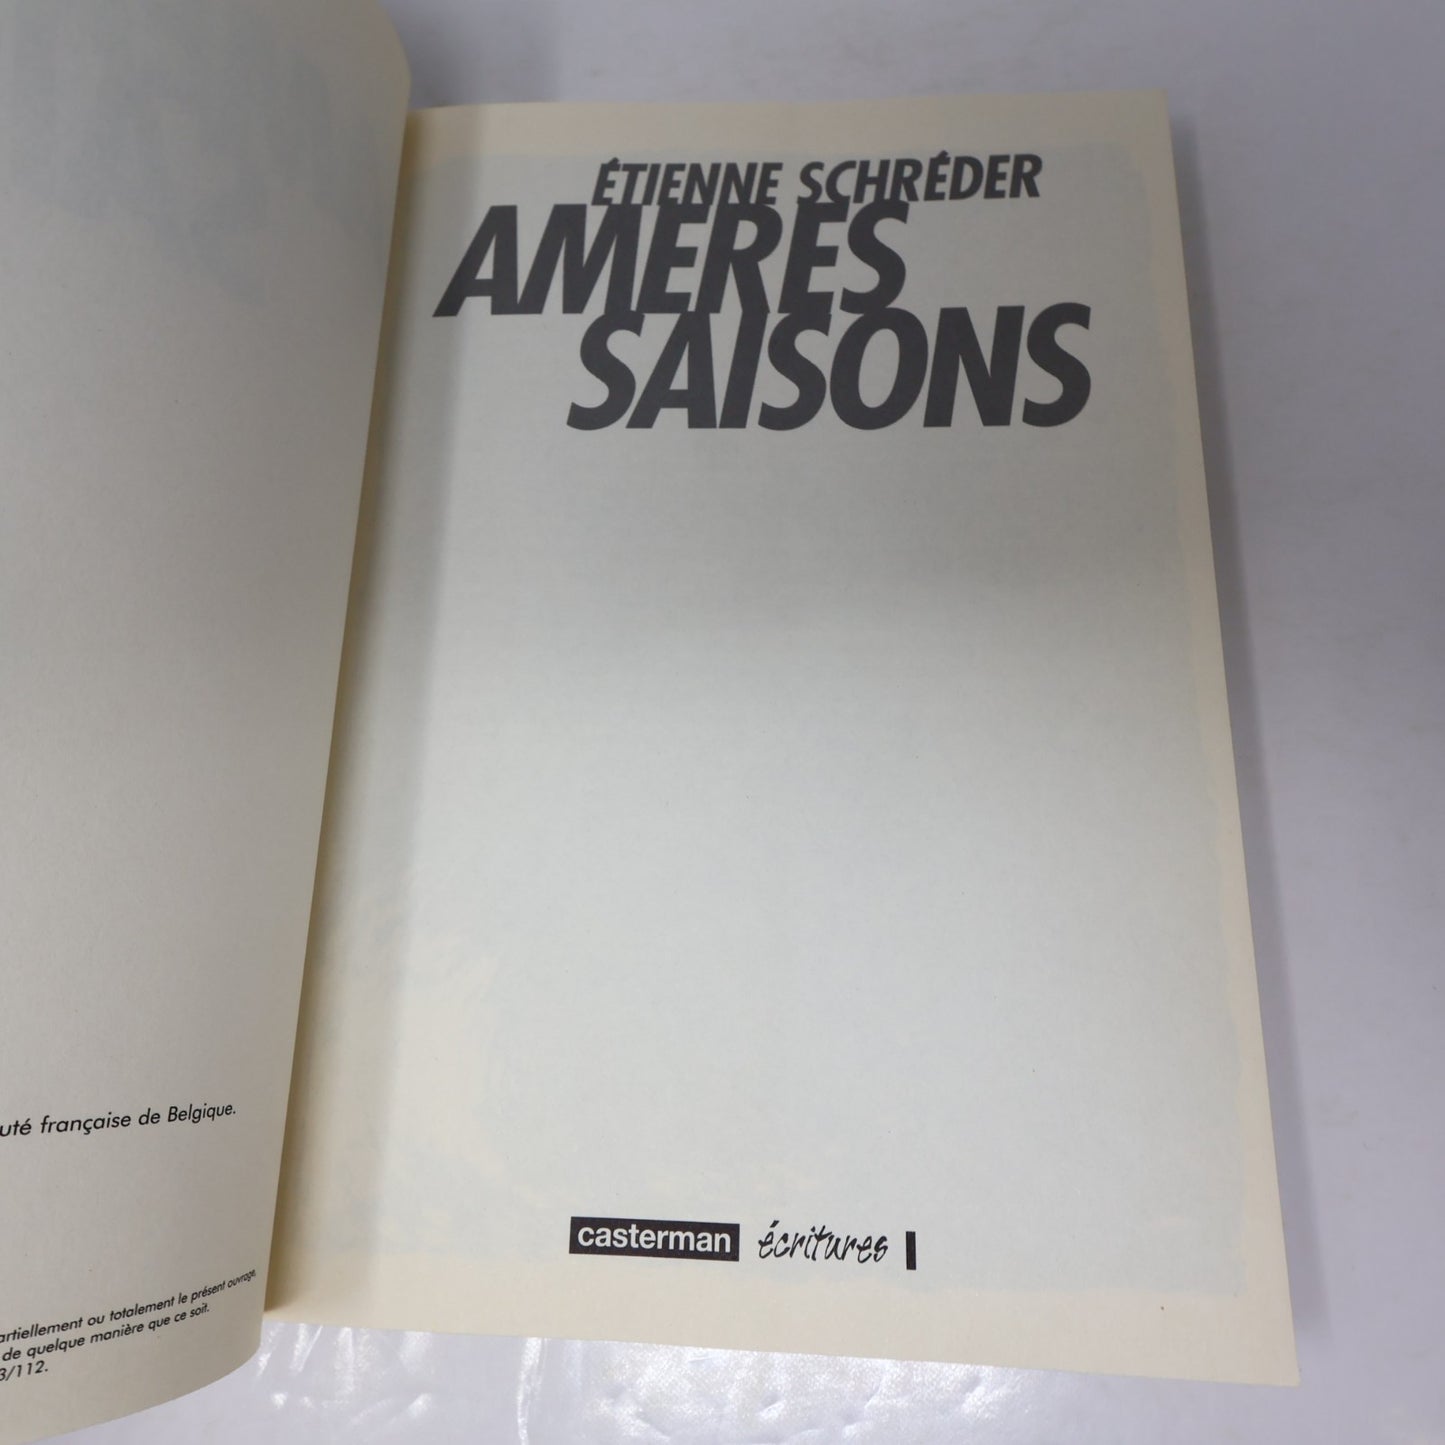 uté française de Belgique.
artiellement ou totalement le présent ouvrage,
de quelque manière que ce soit.
3/112.
ÉTIENNE SCHRÉDER
AMÈRES
SAISONS
casterman écritures